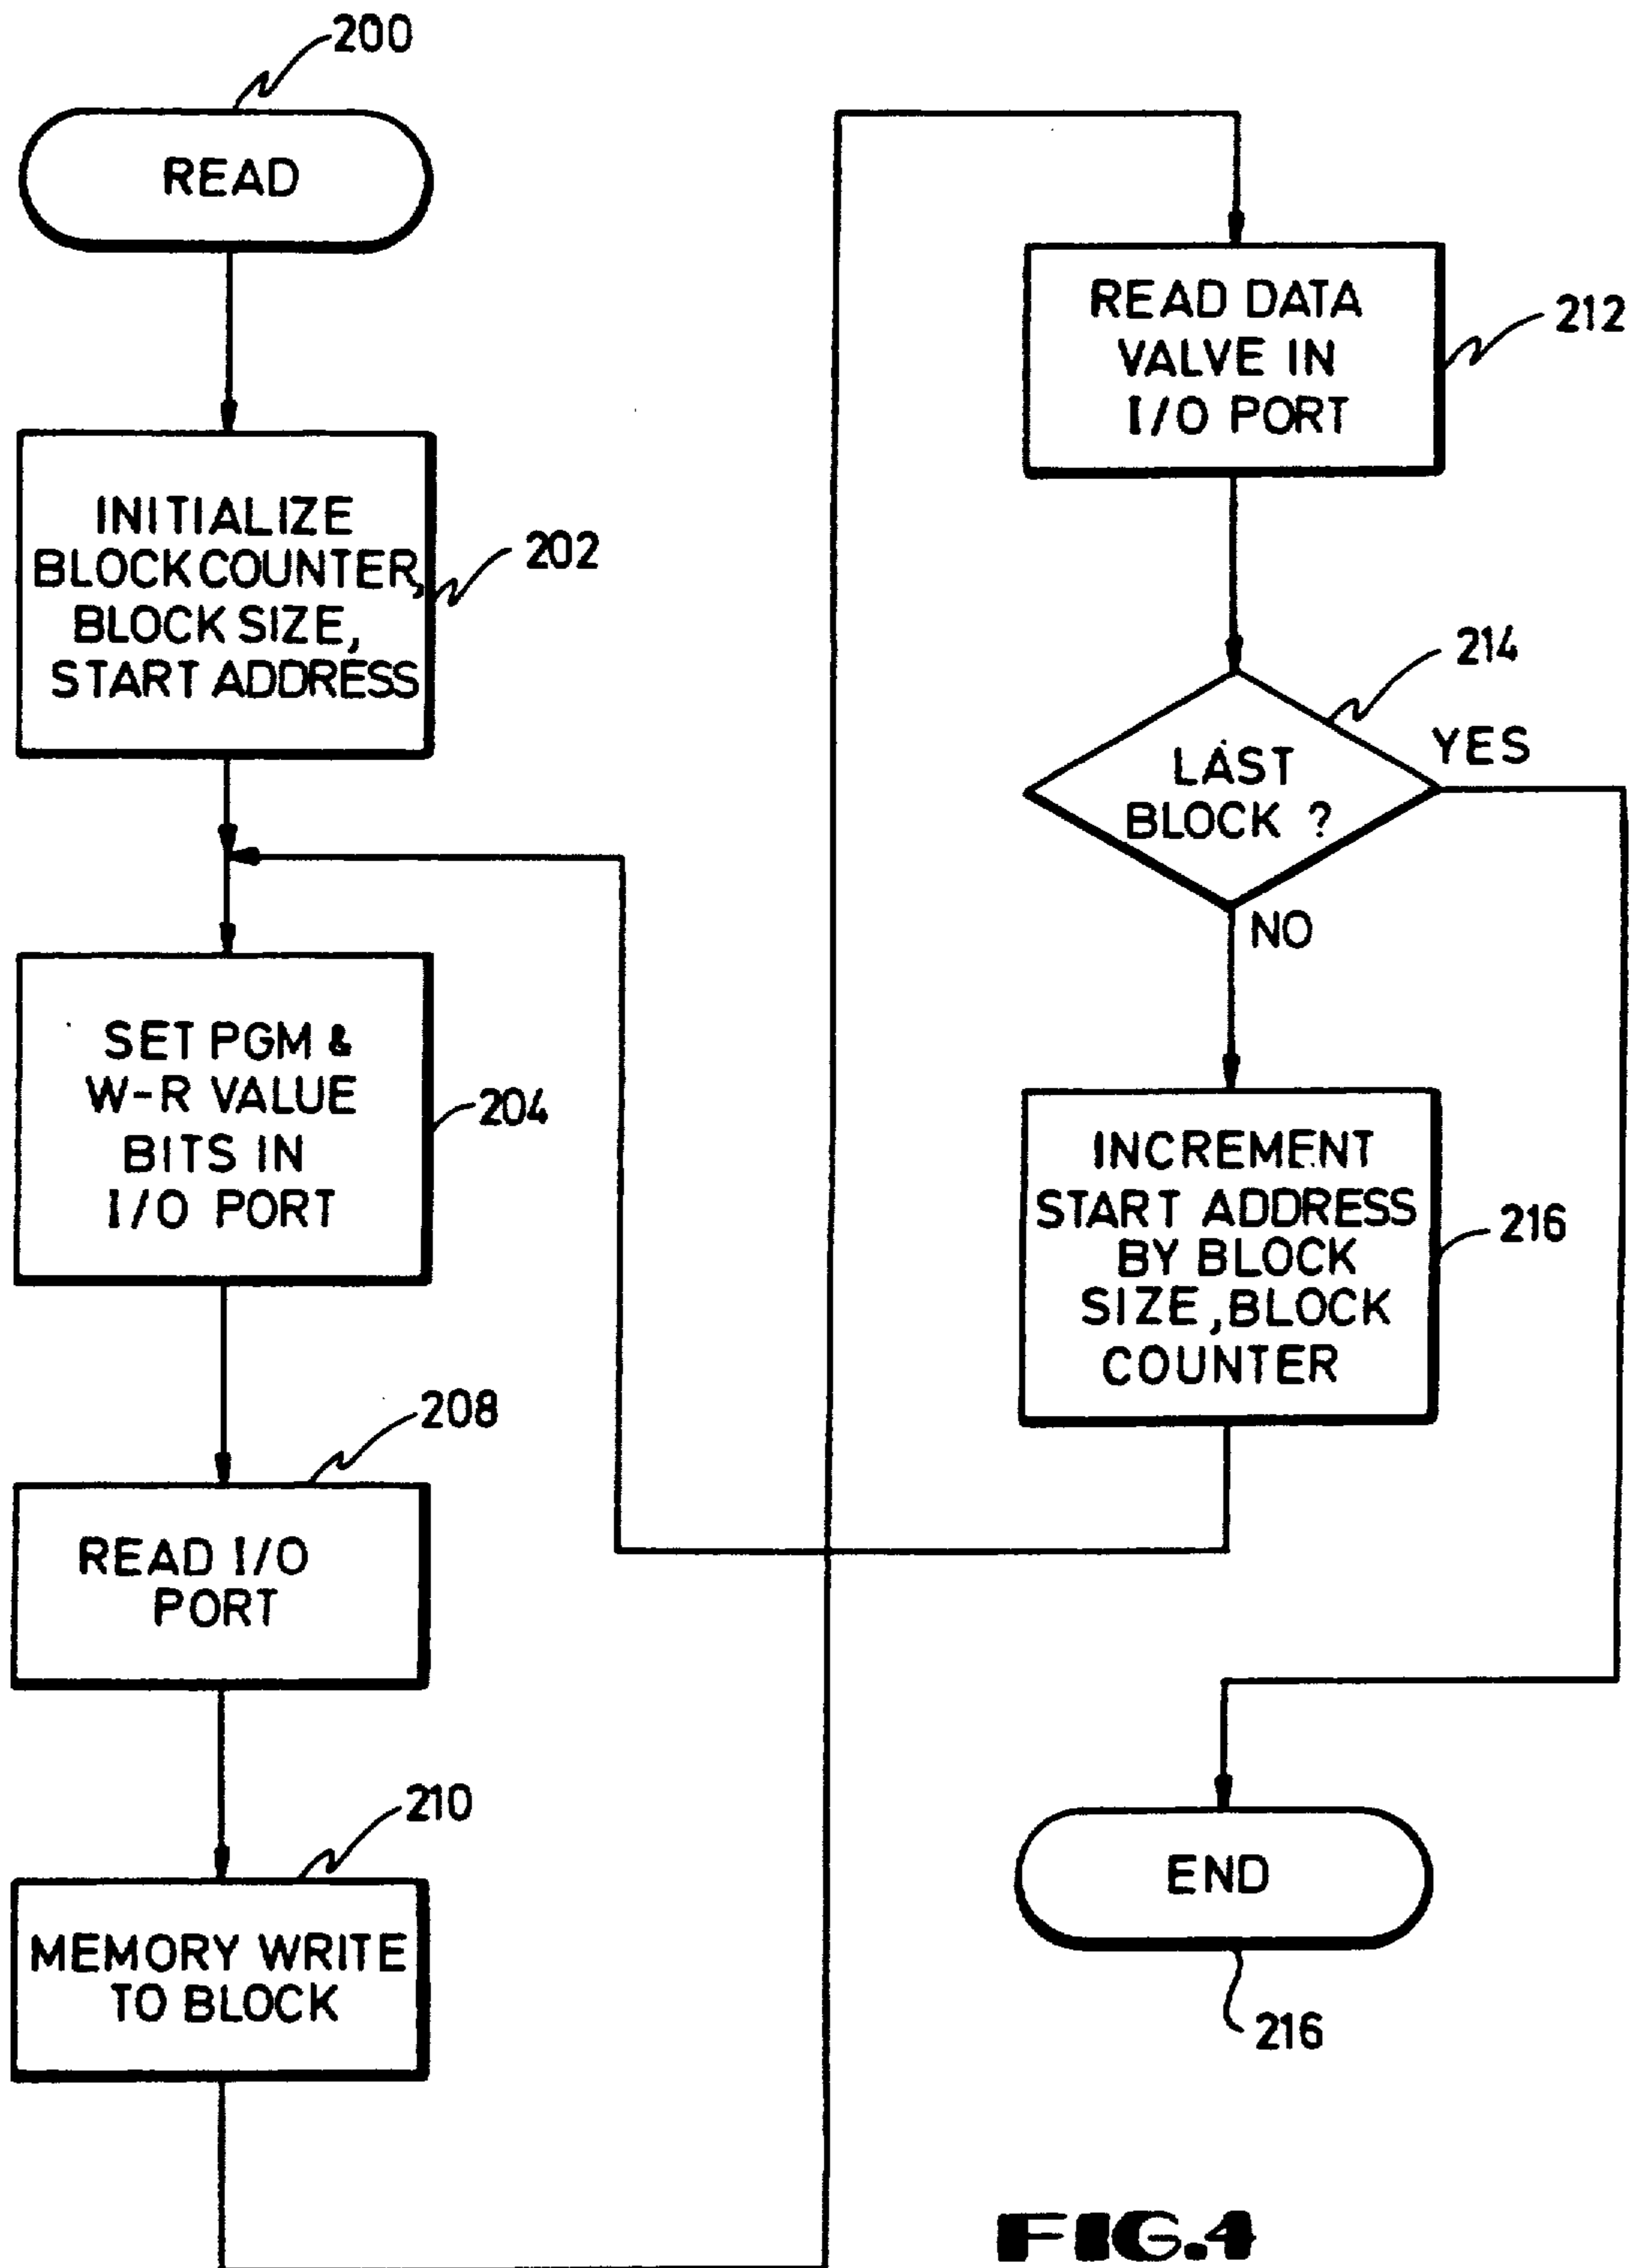 200
READ
INITIALIZE
BLOCK COUNTER,
BLOCK SIZE,
START ADDRESS
202
SET PGM &
W-R VALUE
BITS IN
I/O PORT
204
208
READ I/O
PORT
210
MEMORY WRITE
TO BLOCK
READ DATA
VALVE IN
I/O PORT
212
214
LAST
BLOCK ?
YES
NO
INCREMENT
START ADDRESS
BY BLOCK
SIZE, BLOCK
COUNTER
216
END
216
FIG.4